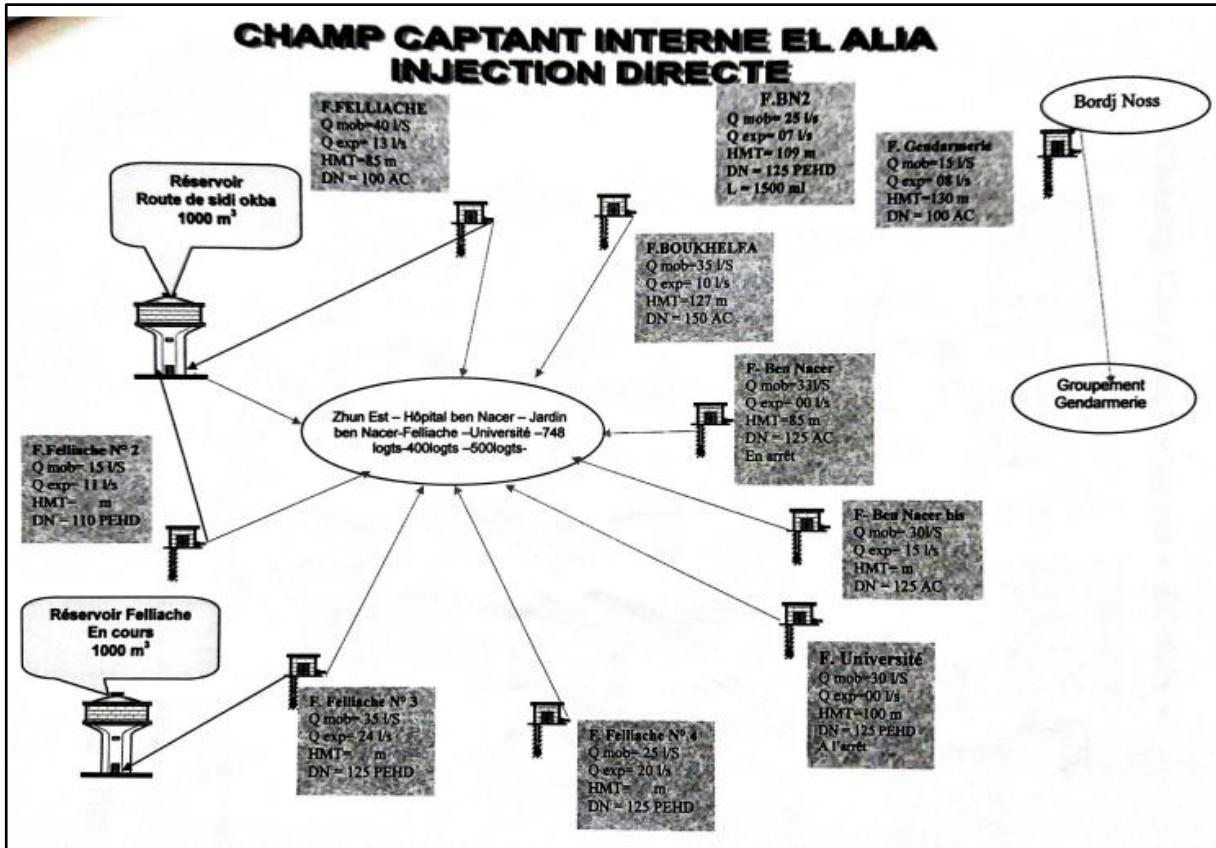 CHAMP CAPTANT INTERNE EL ALIA
INJECTION DIRECTE
F.FELLIACHE
Q mob=40 l/S
Q exp= 13 l/s
HMT=85 m
DN = 100 AC
F.BN2
Q mob= 25 l/s
Q exp= 07 l/s
HMT= 109 m
DN = 125 PEHD
L = 1500 ml
Bordj Noss
F. Gendarmerie
Q mob=15 l/S
Q exp= 08 l/s
HMT=130 m
DN = 100 AC
Réservoir
Route de sidi okba
1000 m³
F.BOUKHELFA
Q mob=35 l/S
Q exp= 10 l/s
HMT=127 m
DN = 150 AC
F- Ben Nacer
Q mob=33l/S
Q exp= 00 l/s
HMT=85 m
DN = 125 AC
En arrêt
Groupement
Gendarmerie
Zhun Est – Hôpital ben Nacer – Jardin
ben Nacer-Felliache –Université –748
logts-400logts –500logts-
F.Felliache N° 2
Q mob= 15 l/S
Q exp= 11 l/s
HMT= m
DN = 110 PEHD
F- Ben Nacer bis
Q mob= 30l/S
Q exp= 15 l/s
HMT= m
DN = 125 AC
Réservoir Felliache
En cours
1000 m³
F. Université
Q mob=30 l/S
Q exp=00 l/s
HMT=100 m
DN = 125 PEHD
A l'arrêt
F. Felliache N° 3
Q mob= 35 l/S
Q exp= 24 l/s
HMT= m
DN = 125 PEHD
F. Felliache N° 4
Q mob= 25 l/S
Q exp= 20 l/s
HMT= m
DN = 125 PEHD